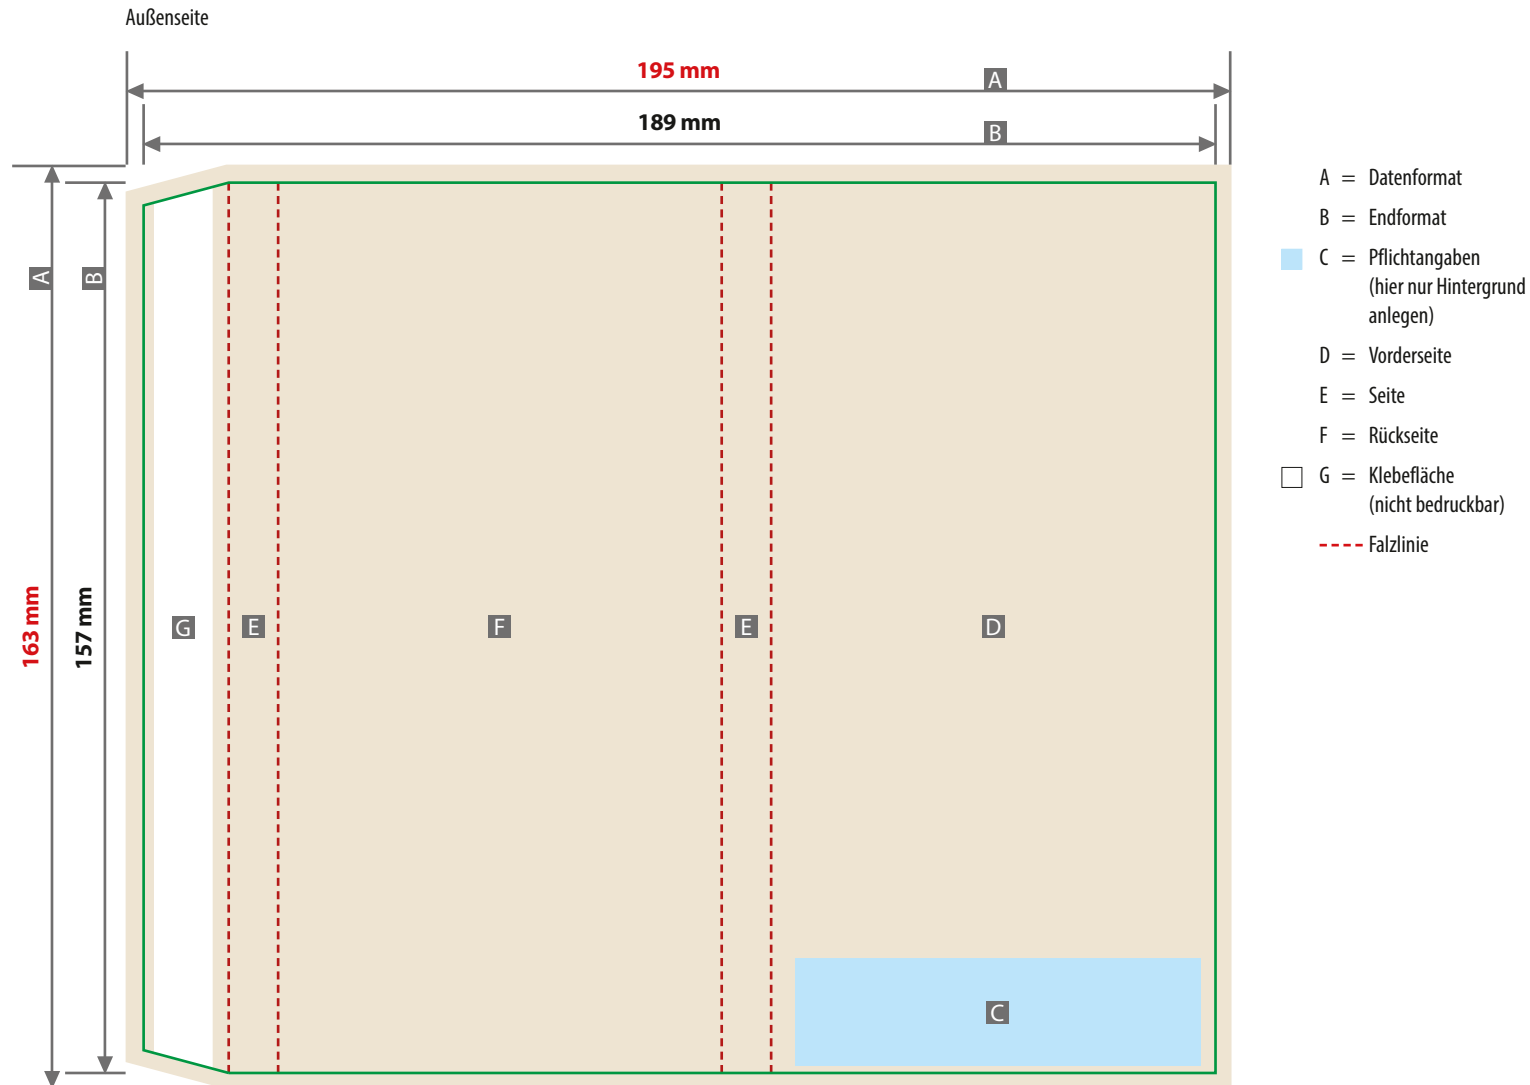 Außenseite
195 mm
A
189 mm
B
A
B
163 mm
157 mm
G
E
F
E
D
C
A = Datenformat
B = Endformat
C = Pflichtangaben
(hier nur Hintergrund
anlegen)
D = Vorderseite
E = Seite
F = Rückseite
G = Klebefläche
(nicht bedruckbar)
Falzlinie